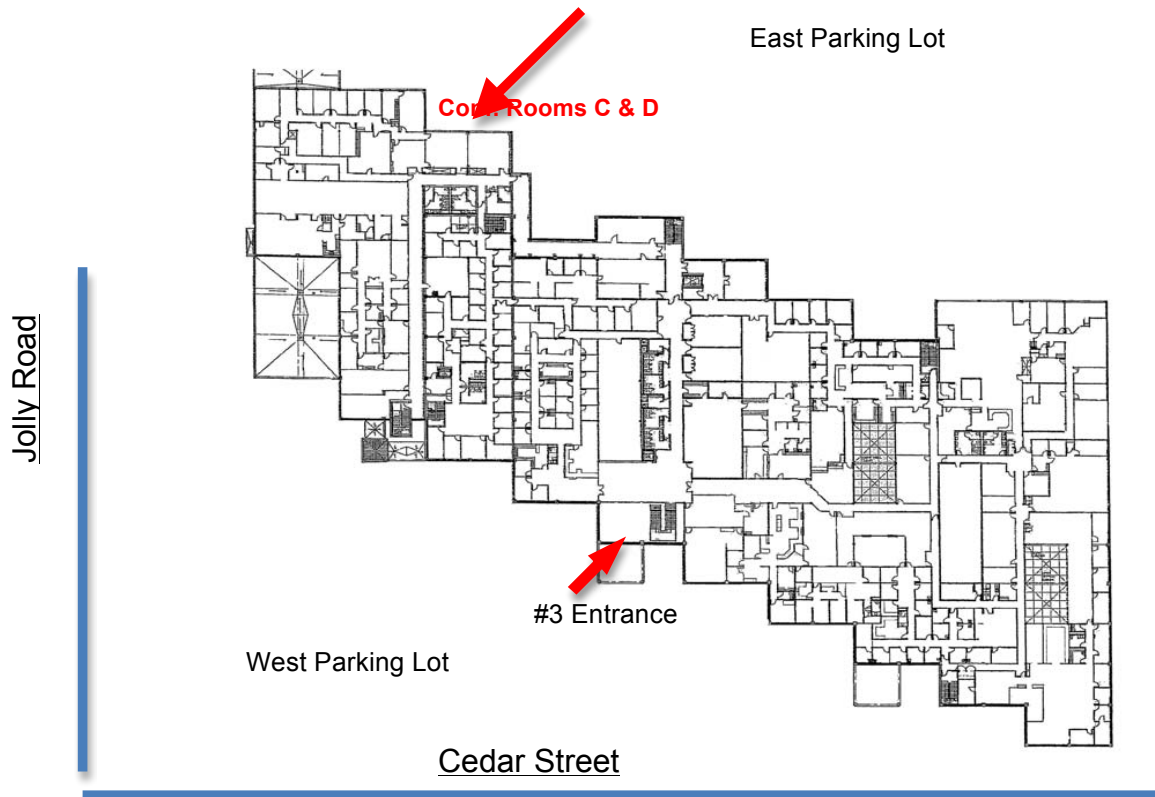 East Parking Lot
Rooms C & D
Jolly Road
#3 Entrance
West Parking Lot
Cedar Street